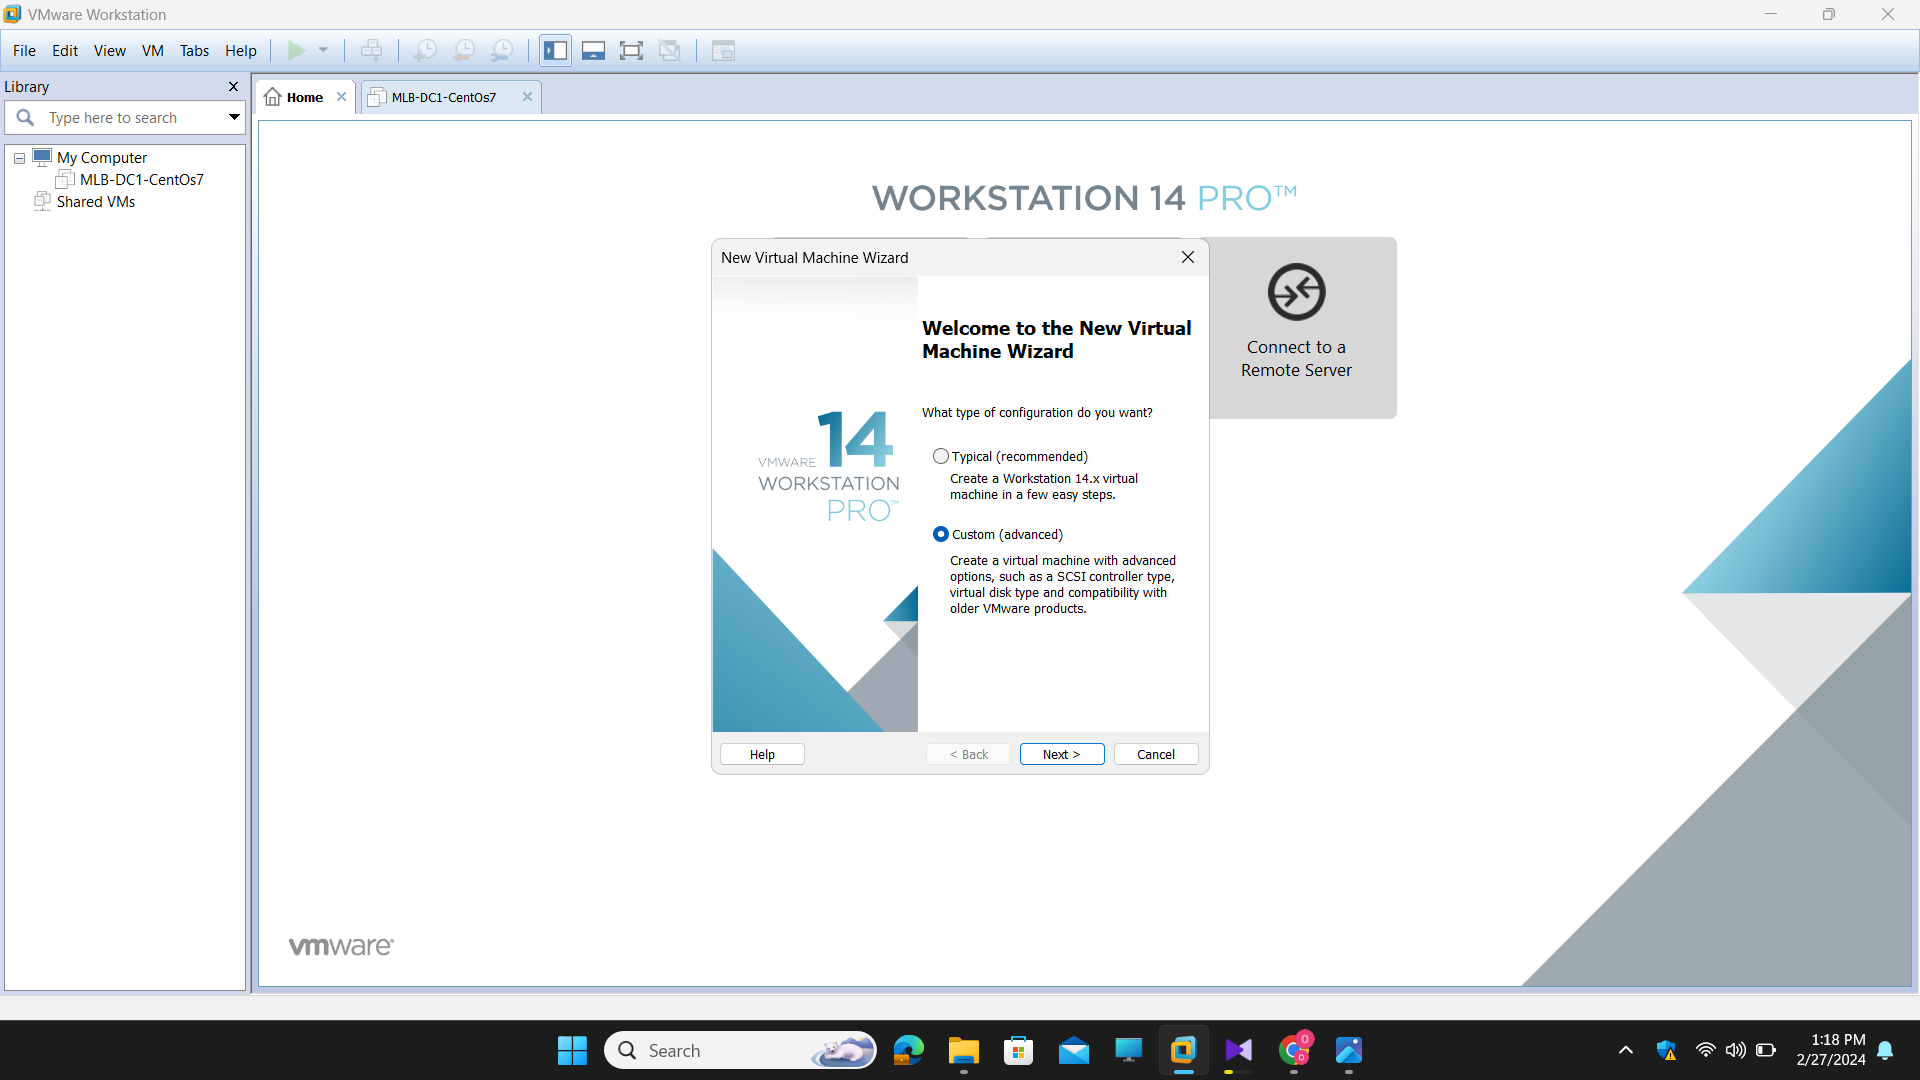 VMware Workstation
File Edit View VM Tabs Help
Library
Type here to search
My Computer
MLB-DC1-CentOs7
Shared VMs
Home
MLB-DC1-CentOs7
WORKSTATION 14 PRO™
Connect to a
Remote Server
New Virtual Machine Wizard
14
VMWARE
WORKSTATION
PRO™
Welcome to the New Virtual
Machine Wizard
What type of configuration do you want?
Typical (recommended)
Create a Workstation 14.x virtual
machine in a few easy steps.
Custom (advanced)
Create a virtual machine with advanced
options, such as a SCSI controller type,
virtual disk type and compatibility with
older VMware products.
Help
< Back
Next >
Cancel
vmware®
Search
1:18 PM
2/27/2024